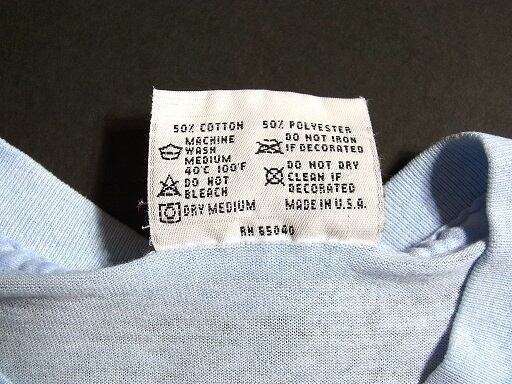 50% COTTON 50% POLYESTER
MACHINE
WASH
MEDIUM
40°C 100°F
DO NOT
BLEACH
DRY MEDIUM
DO NOT IRON
IF DECORATED
DO NOT DRY
CLEAN IF
DECORATED
MADE IN U.S.A.
RN 65040